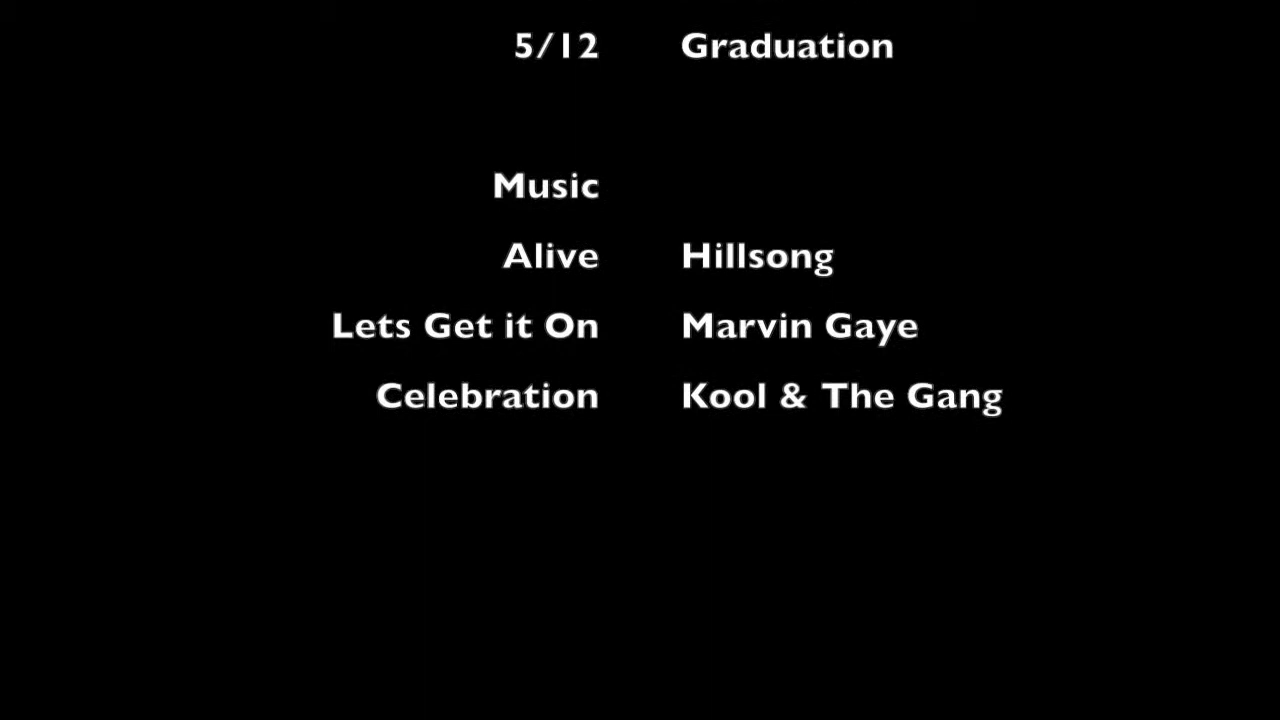 5/12 Graduation
Music
Alive Hillsong
Lets Get it On Marvin Gaye
Celebration Kool & The Gang